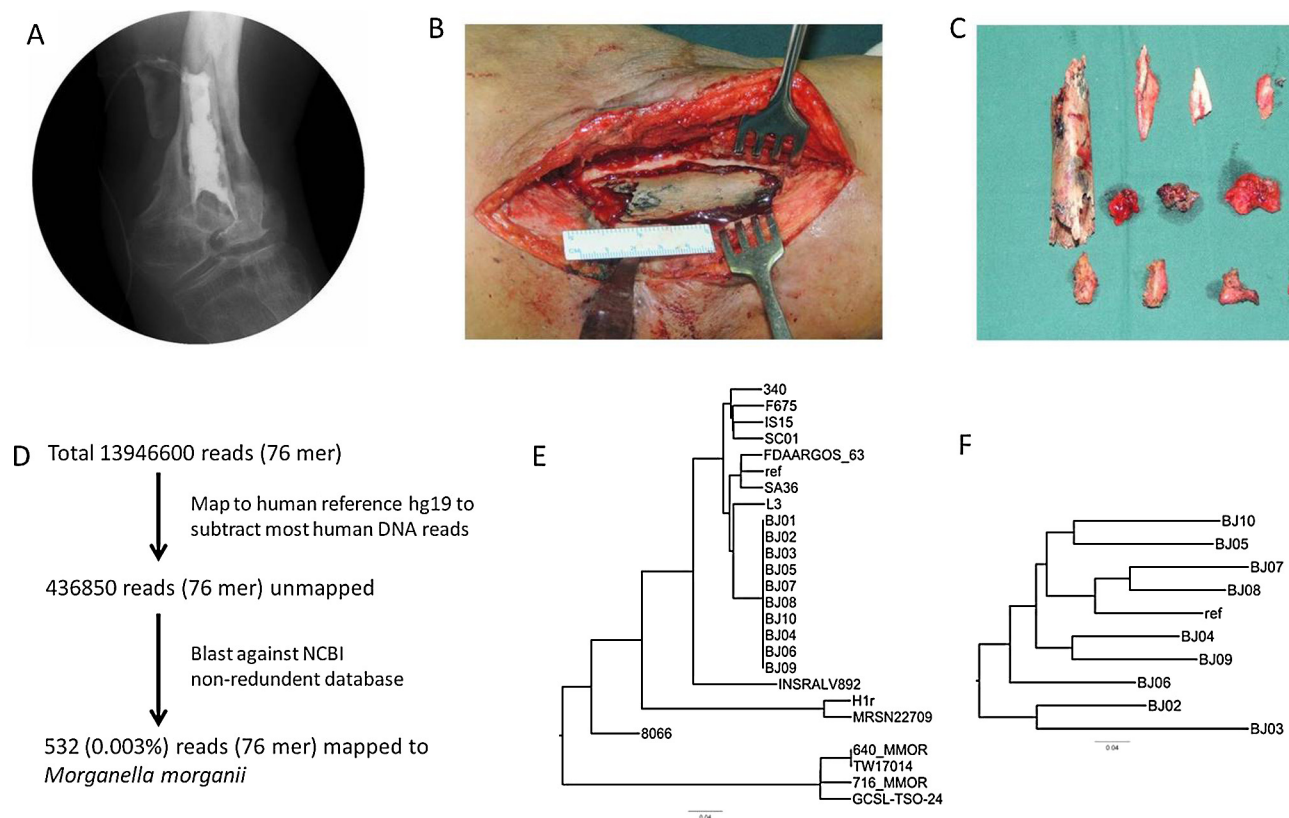 A
B
C
D
Total 13946600 reads (76 mer)
Map to human reference hg19 to
subtract most human DNA reads
436850 reads (76 mer) unmapped
Blast against NCBI
non-redundent database
532 (0.003%) reads (76 mer) mapped to
Morganella morganii
E
340
F675
IS15
SC01
FDAARGOS_63
ref
SA36
L3
BJ01
BJ02
BJ03
BJ05
BJ07
BJ08
BJ10
BJ04
BJ06
BJ09
INSRALV892
H1r
MRSN22709
8066
640_MMOR
TW17014
716_MMOR
GCSL-TSO-24
0.04
F
BJ10
BJ05
BJ07
BJ08
ref
BJ04
BJ09
BJ06
BJ02
BJ03
0.04